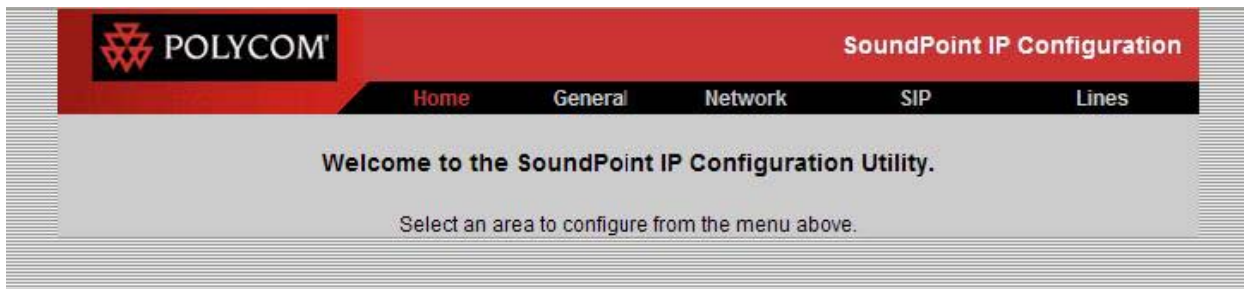 POLYCOM
SoundPoint IP Configuration
Home General Network SIP Lines
Welcome to the SoundPoint IP Configuration Utility.
Select an area to configure from the menu above.